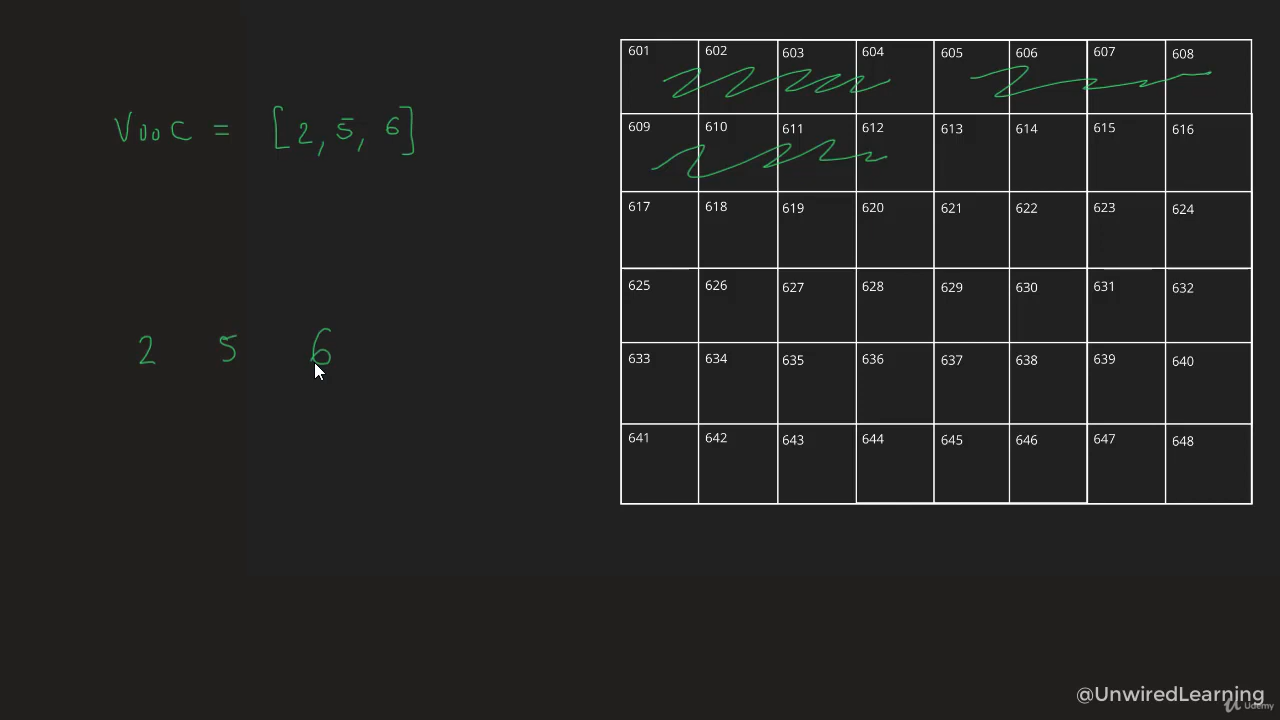 VOOC = [2, 5, 6]
2 5 6
601 602 603 604 605 606 607 608
609 610 611 612 613 614 615 616
617 618 619 620 621 622 623 624
625 626 627 628 629 630 631 632
633 634 635 636 637 638 639 640
641 642 643 644 645 646 647 648
@UnwiredLearning
Udemy